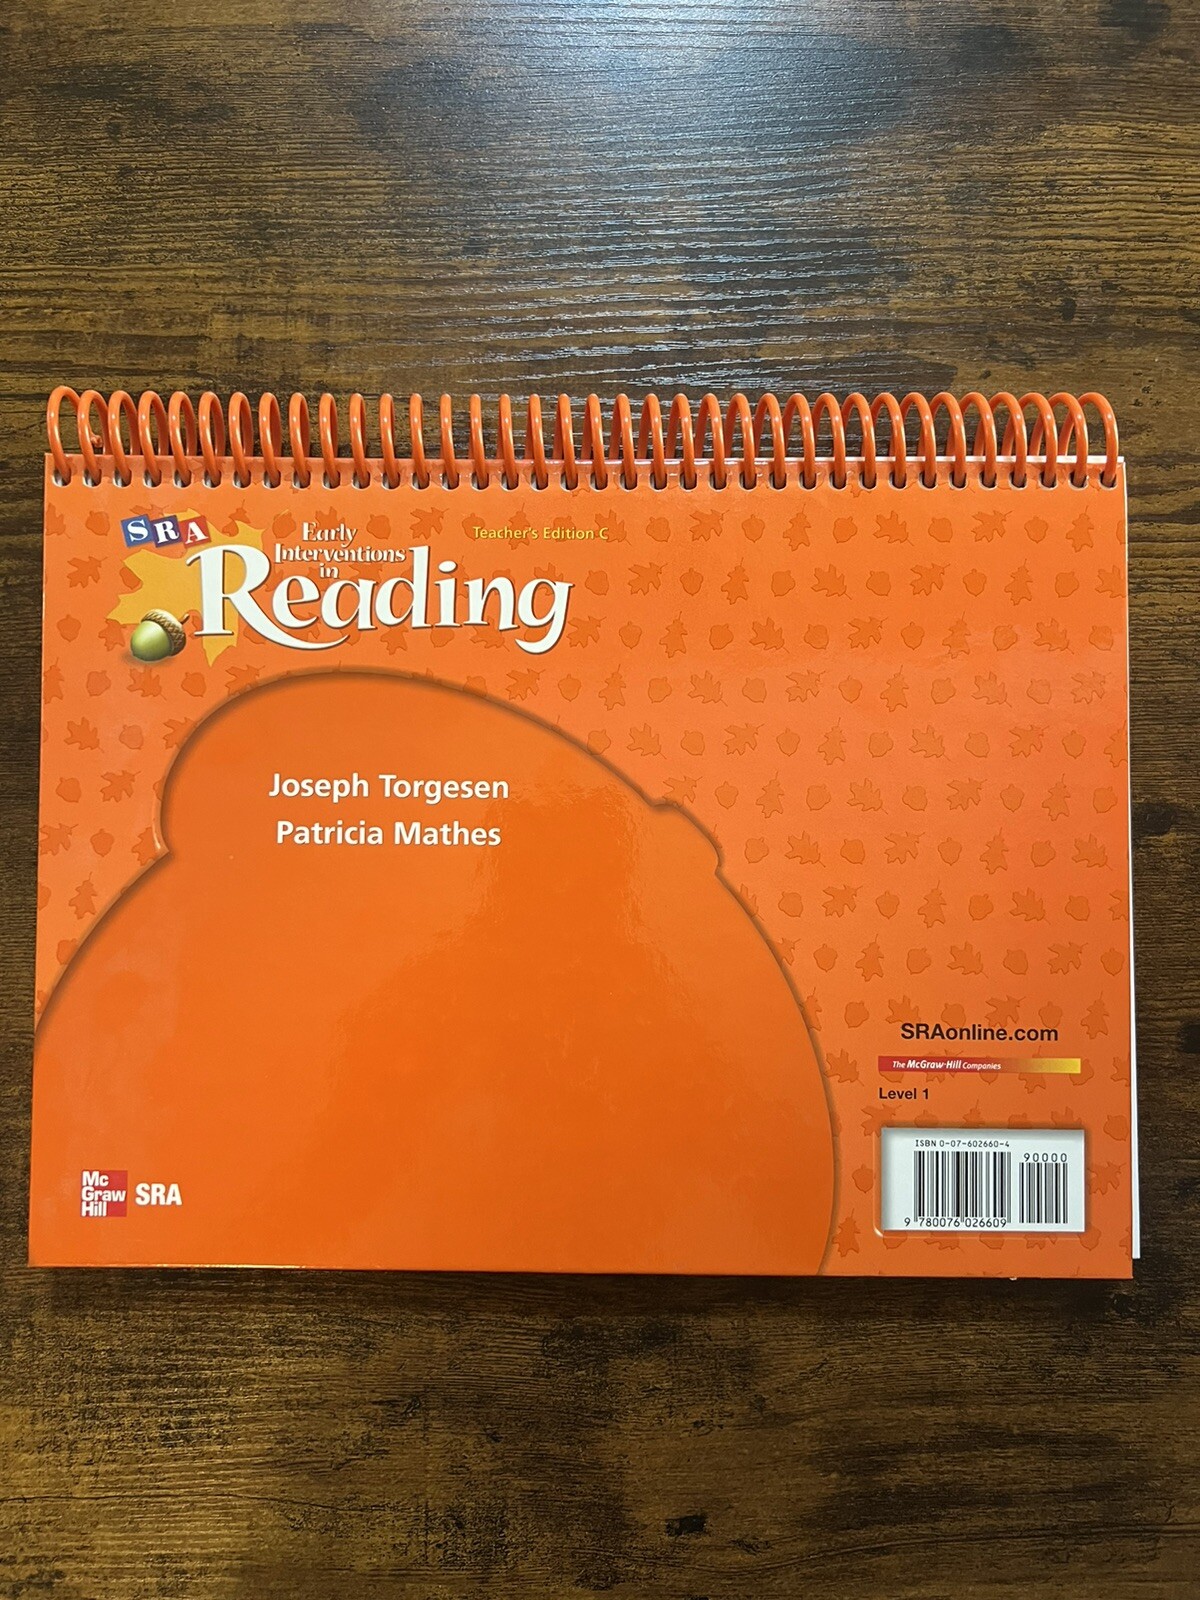 SRA
Early
Interventions
in
Reading
Teacher's Edition C
Joseph Torgesen
Patricia Mathes
SRAonline.com
The McGraw-Hill Companies
Level 1
ISBN 0-07-602660-4
90000
9 780076 026609
Mc
Graw
Hill
SRA